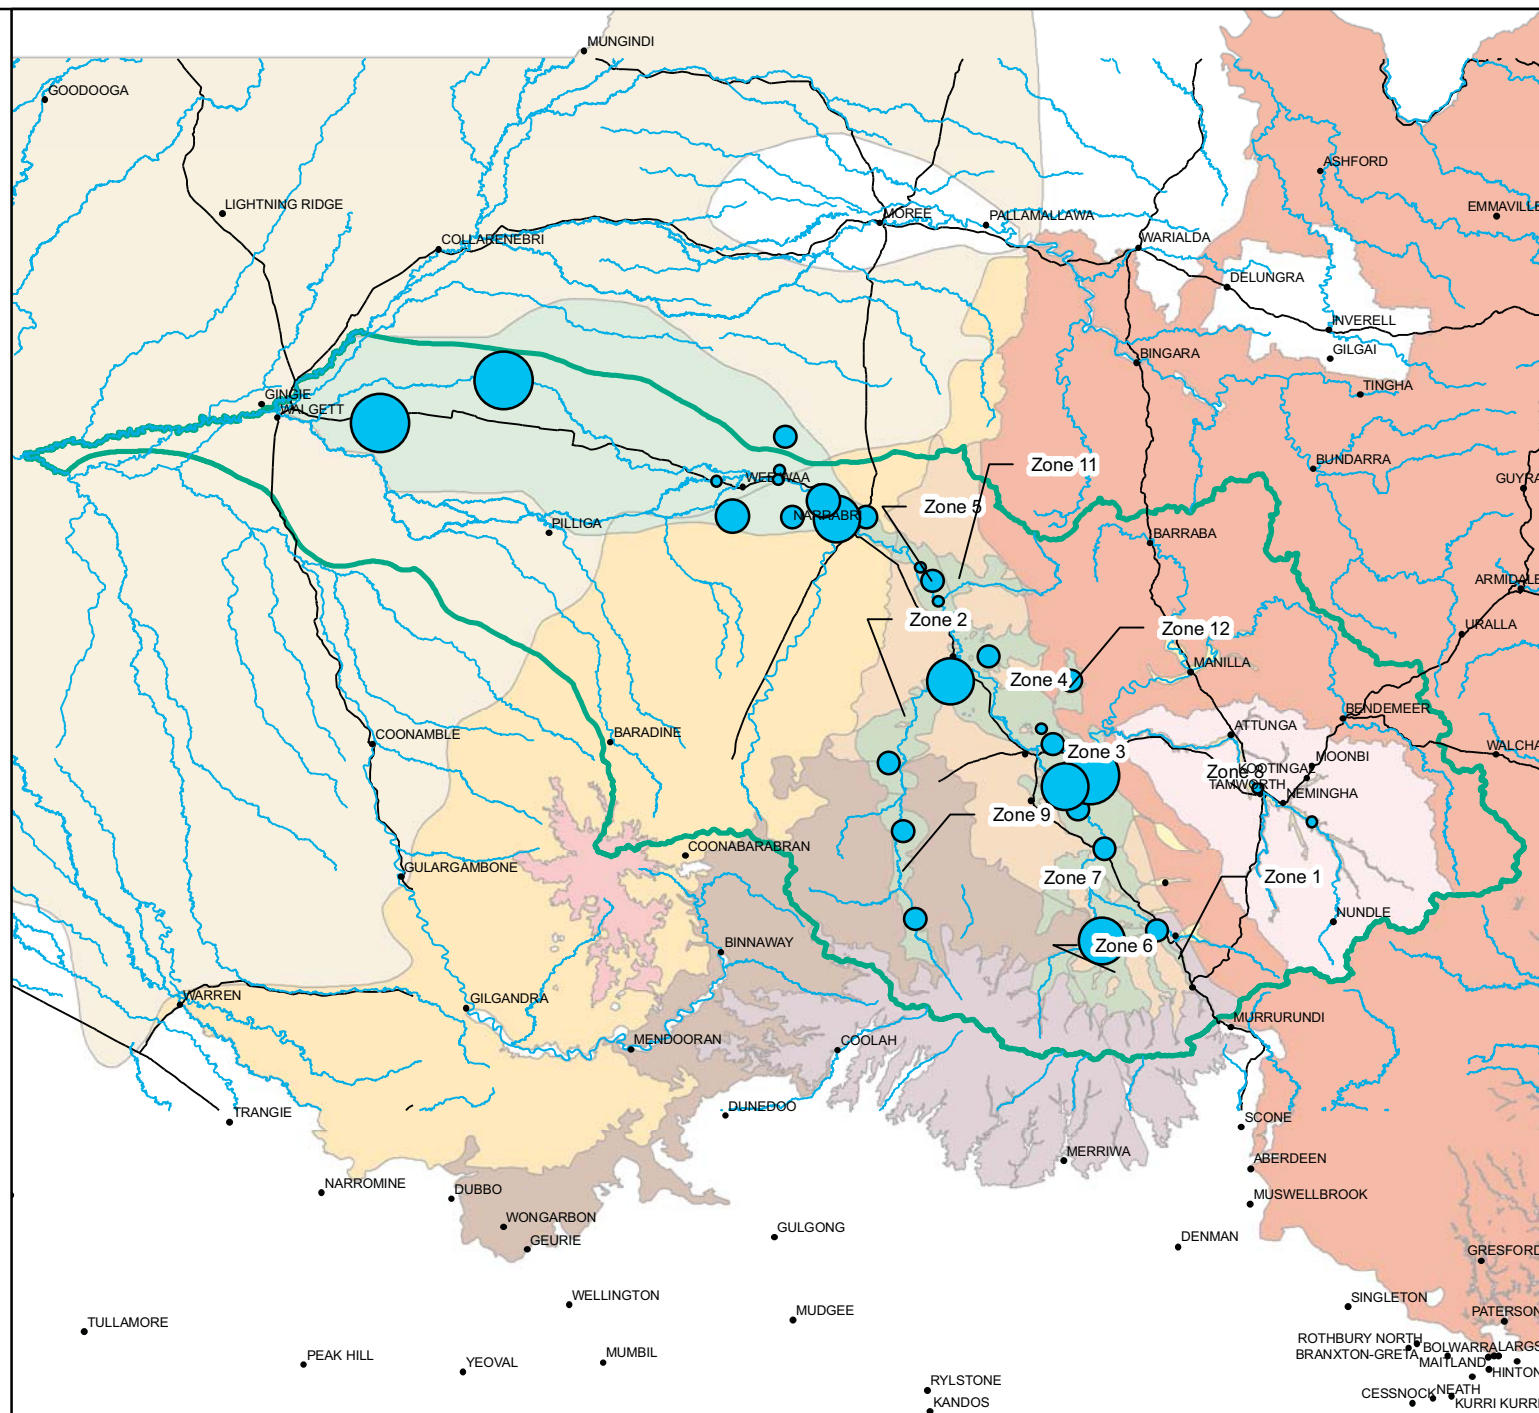 MUNGINDI
GOODOOGA
ASHFORD
LIGHTNING RIDGE
EMMAVILLE
MOREE
PALLAMALLAWA
COLLARENEBRI
WARIALDA
DELUNGRA
INVERELL
GILGAI
BINGARA
TINGHA
GINGIE
WALGETT
Zone 11
BUNDARRA
WEE WAA
GUYRA
Zone 5
NARRABRI
PILLIGA
BARRABA
ARMIDALE
Zone 2
Zone 12
URALLA
MANILLA
Zone 4
BENDEMEER
ATTUNGA
COONAMBLE
BARADINE
Zone 3
WALCHA
MOONBI
KOOTINGAL
Zone 8
TAMWORTH
NEMINGHA
Zone 9
COONABARABRAN
GULARGAMBONE
Zone 7
Zone 1
NUNDLE
BINNAWAY
Zone 6
WARREN
GILGANDRA
MURRURUNDI
MENDOORAN
COOLAH
TRANGIE
DUNEDOO
SCONE
MERRIWA
ABERDEEN
NARROMINE
DUBBO
MUSWELLBROOK
WONGARBON
GULGONG
GEURIE
DENMAN
GRESFORD
WELLINGTON
SINGLETON
MUDGEE
PATERSON
TULLAMORE
ROTHBURY NORTH
BOLWARRA
LARGS
PEAK HILL
YEOVAL
MUMBIL
BRANXTON-GRETA
MAITLAND
HINTON
RYLSTONE
CESSNOCK
NEATH
KANDOS
KURRI KURRI